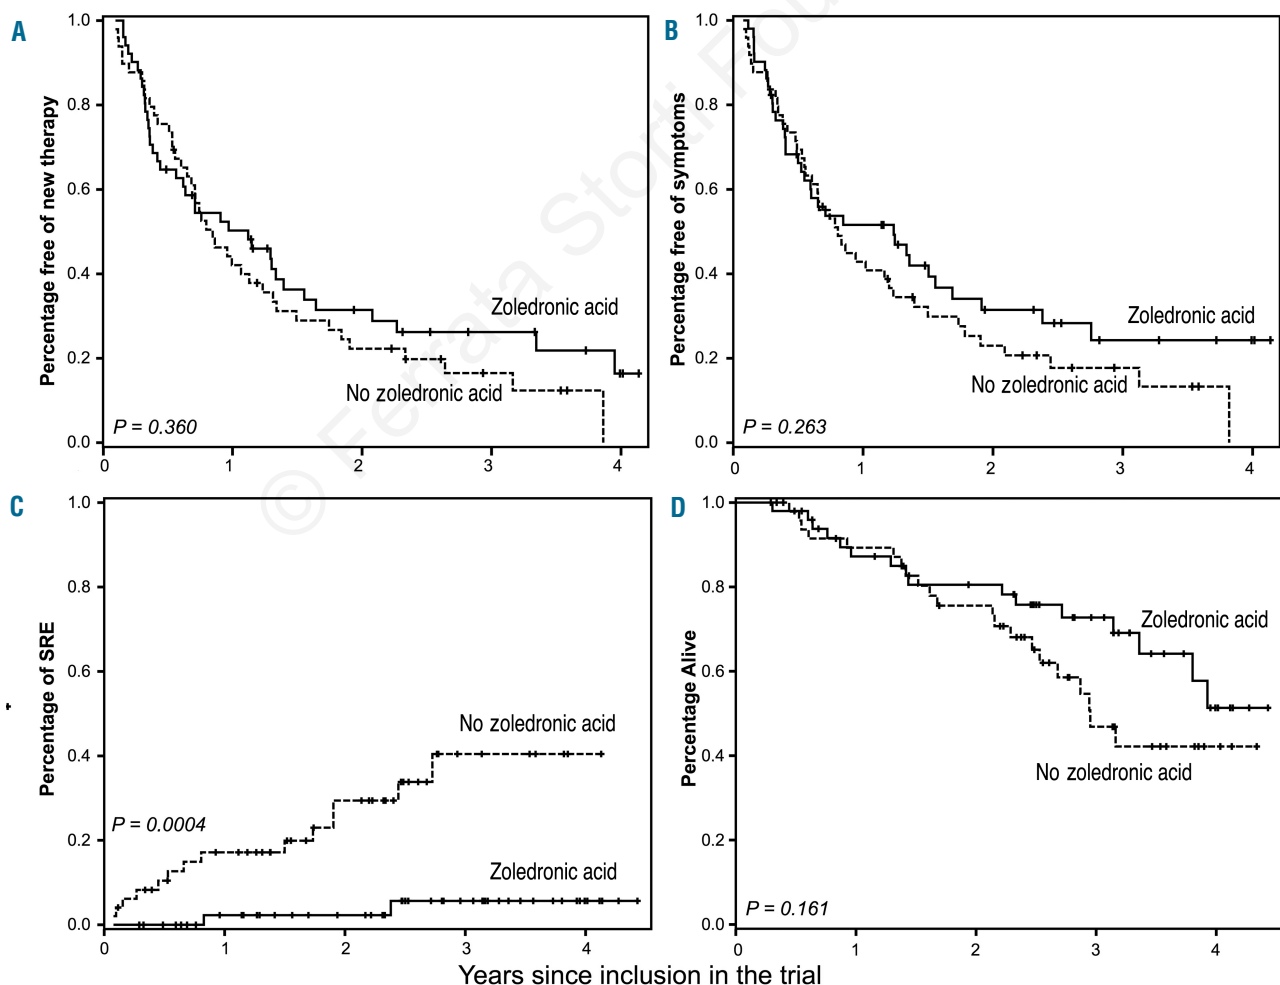 A
Percentage free of new therapy
1.0
0.8
0.6
0.4
0.2
0.0
Zoledronic acid
No zoledronic acid
P = 0.360
0 1 2 3 4
B
Percentage free of symptoms
1.0
0.8
0.6
0.4
0.2
0.0
Zoledronic acid
No zoledronic acid
P = 0.263
0 1 2 3 4
C
Percentage of SRE
1.0
0.8
0.6
0.4
0.2
0.0
No zoledronic acid
P = 0.0004
Zoledronic acid
0 1 2 3 4
D
Percentage Alive
1.0
0.8
0.6
0.4
0.2
0.0
Zoledronic acid
No zoledronic acid
P = 0.161
0 1 2 3 4
Years since inclusion in the trial
© Ferrata Storti